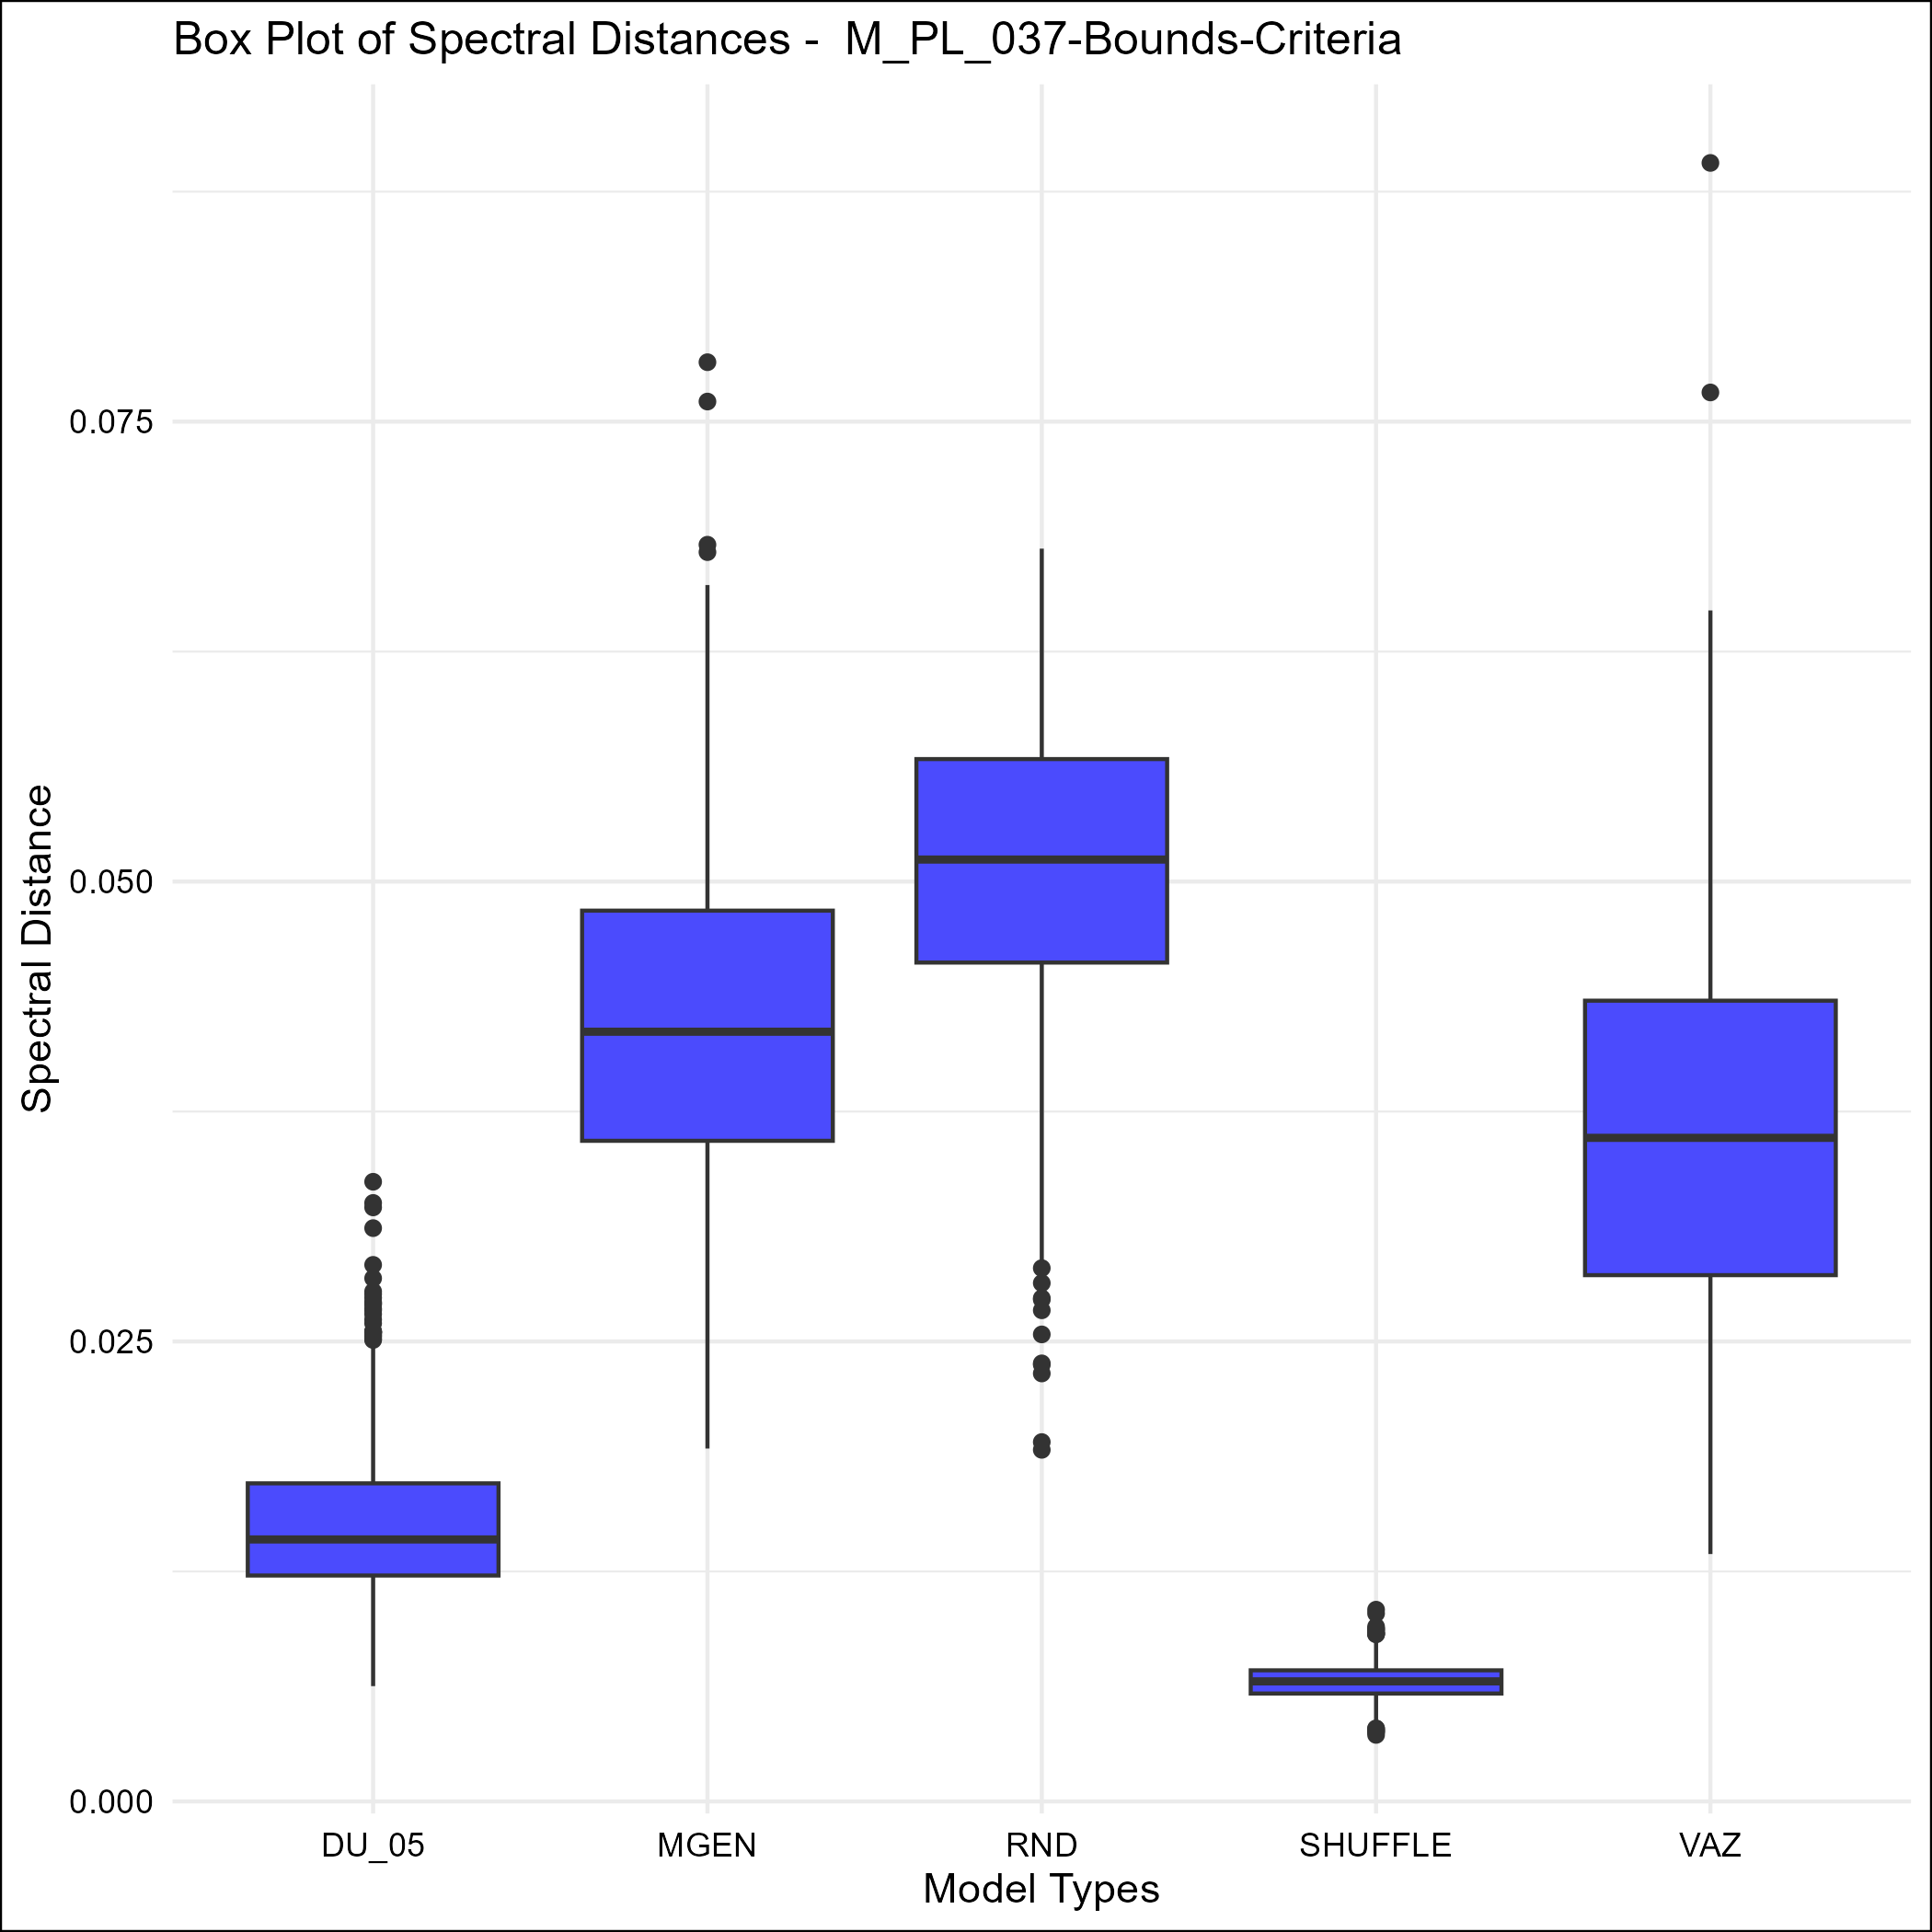 Box Plot of Spectral Distances -  M_PL_037-Bounds-Criteria
Spectral Distance
0.075
0.050
0.025
0.000
DU_05 MGEN RND SHUFFLE VAZ
Model Types